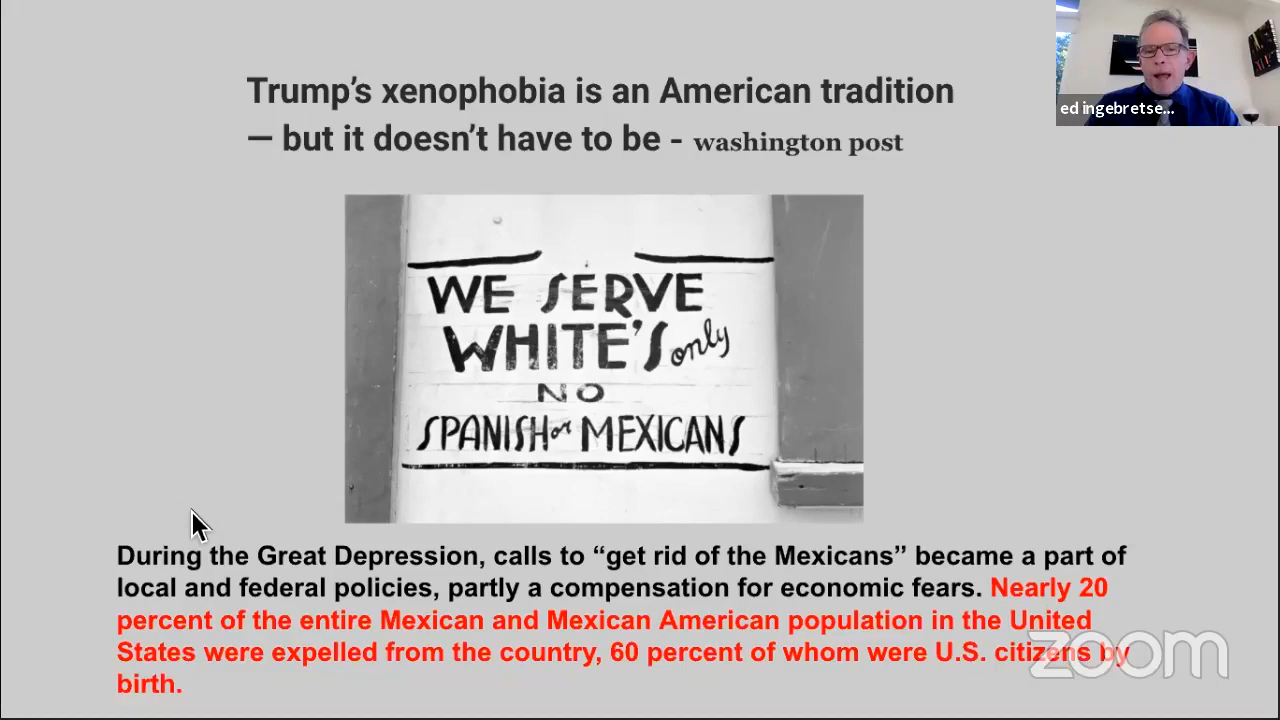 Trump’s xenophobia is an American tradition
— but it doesn’t have to be - washington post
ed ingebretse...
WE SERVE
WHITE'S only
NO
SPANISH or MEXICANS
During the Great Depression, calls to “get rid of the Mexicans” became a part of
local and federal policies, partly a compensation for economic fears. Nearly 20
percent of the entire Mexican and Mexican American population in the United
States were expelled from the country, 60 percent of whom were U.S. citizens by
birth.
zoom